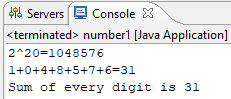 Servers Console
<terminated> number1 [Java Application]
2^20=1048576
1+0+4+8+5+7+6=31
Sum of every digit is 31